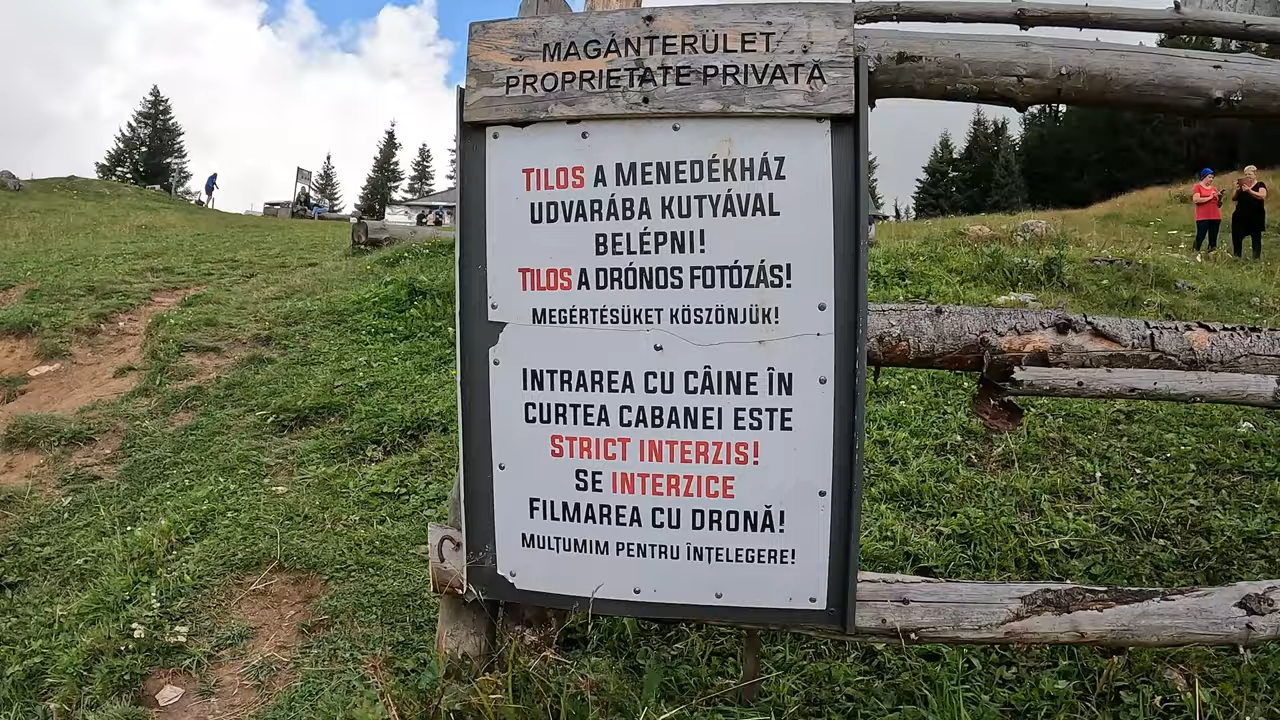 MAGÁNTERÜLET
PROPRIETATE PRIVATĂ
TILOS A MENEDÉKHÁZ
UDVARÁBA KUTYÁVAL
BELÉPNI!
TILOS A DRÓNOS FOTÓZÁS!
MEGÉRTÉSÜKET KÖSZÖNJÜK!
INTRAREA CU CÂINE ÎN
CURTEA CABANEI ESTE
STRICT INTERZIS!
SE INTERZICE
FILMAREA CU DRONĂ!
MULȚUMIM PENTRU ÎNȚELEGERE!